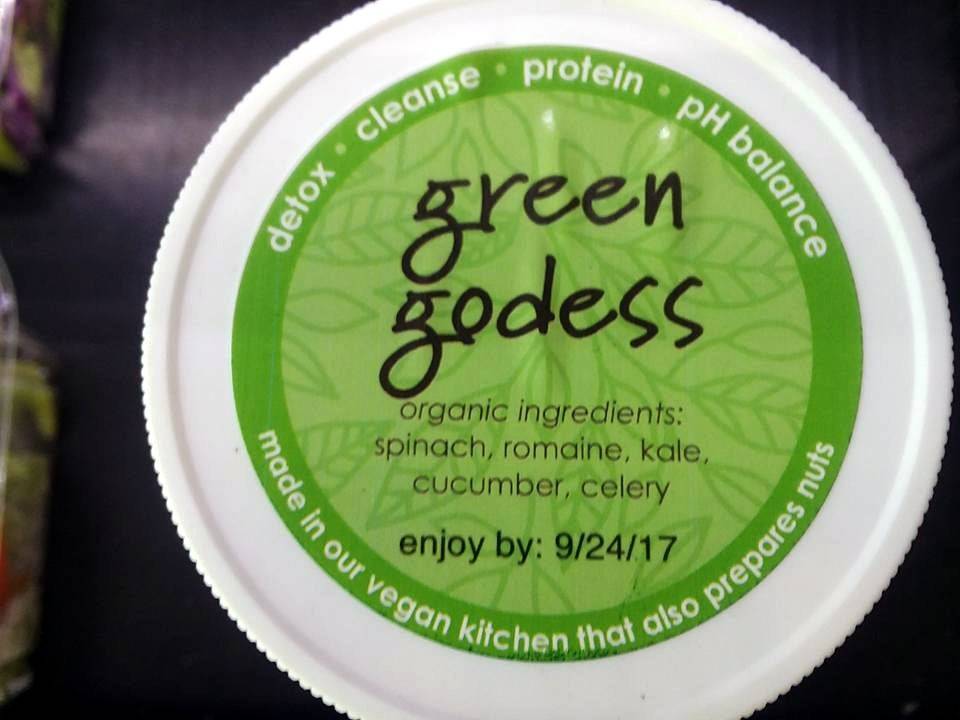 detox • cleanse • protein • pH balance
green
godess
organic ingredients:
spinach, romaine, kale,
cucumber, celery
enjoy by: 9/24/17
made in our vegan kitchen that also prepares nuts